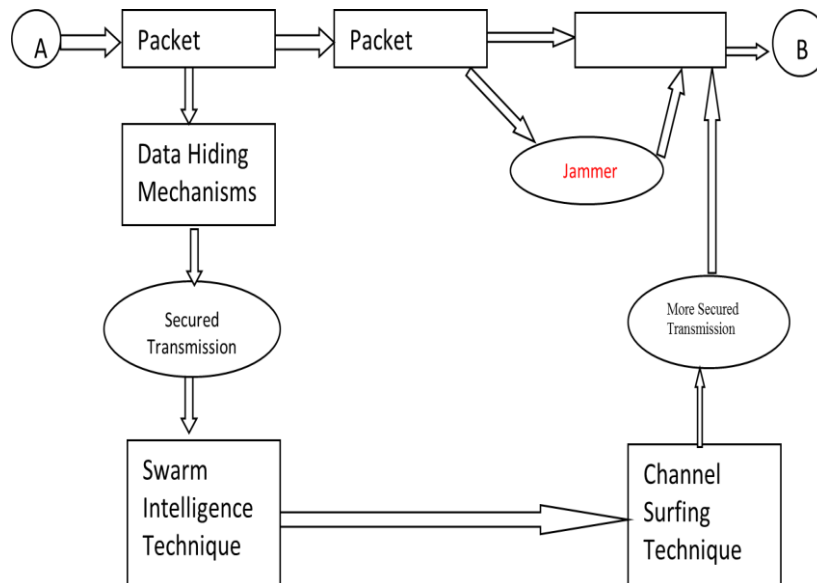 A
Packet
Packet
B
Data Hiding
Mechanisms
Jammer
Secured
Transmission
More Secured
Transmission
Swarm
Intelligence
Technique
Channel
Surfing
Technique